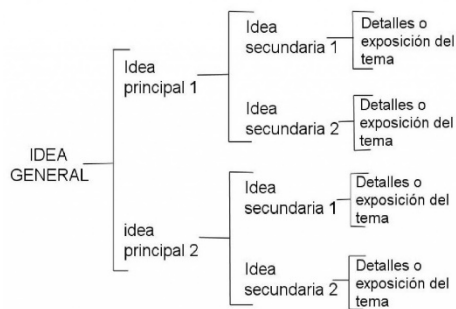 IDEA
GENERAL
Idea
principal 1
Idea
secundaria 1
Detalles o
exposición del
tema
Idea
secundaria 2
Detalles o
exposición del
tema
idea
principal 2
Idea
secundaria 1
Detalles o
exposición del
tema
Idea
secundaria 2
Detalles o
exposición del
tema